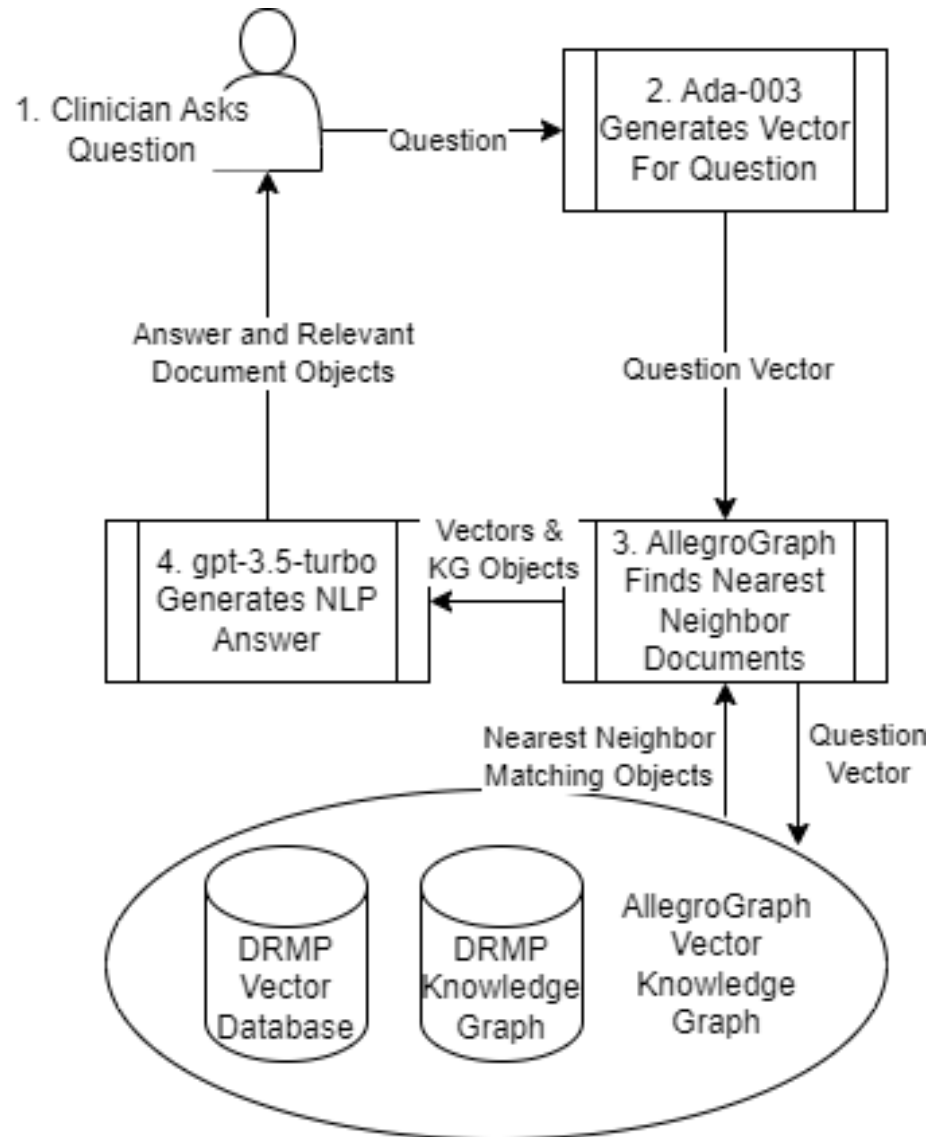 1. Clinician Asks
Question
Question
2. Ada-003
Generates Vector
For Question
Answer and Relevant
Document Objects
Question Vector
4. gpt-3.5-turbo
Generates NLP
Answer
Vectors &
KG Objects
3. AllegroGraph
Finds Nearest
Neighbor
Documents
Nearest Neighbor
Matching Objects
Question
Vector
DRMP
Vector
Database
DRMP
Knowledge
Graph
AllegroGraph
Vector
Knowledge
Graph